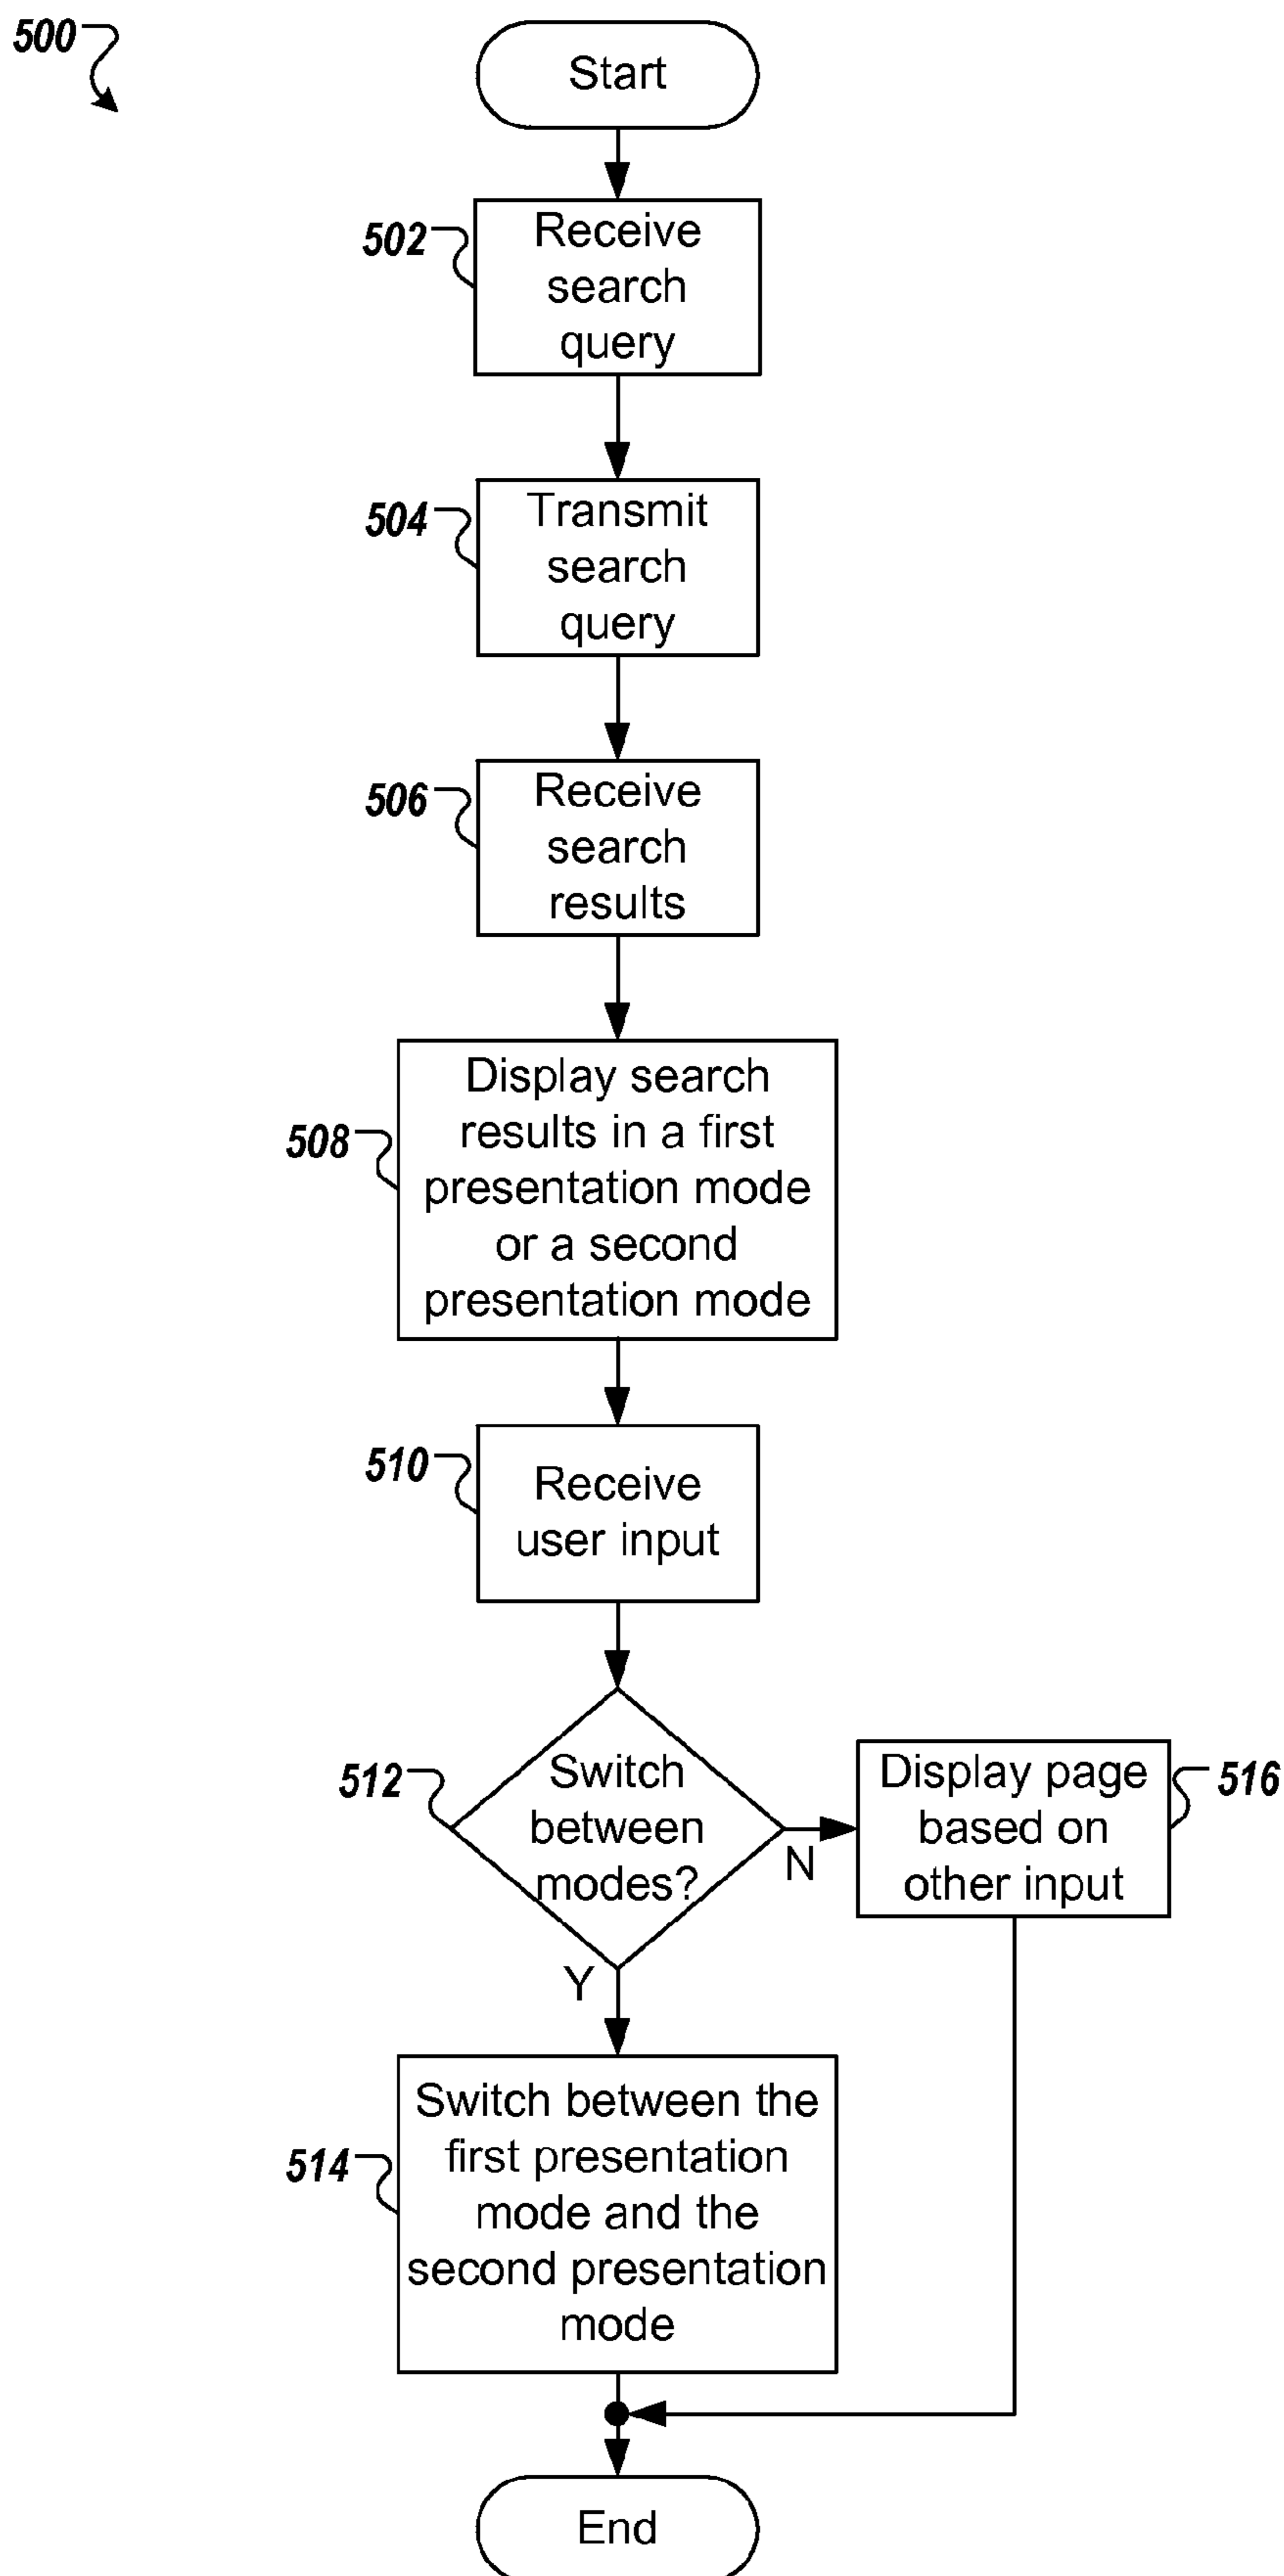 500
Start
502
Receive
search
query
504
Transmit
search
query
506
Receive
search
results
508
Display search
results in a first
presentation mode
or a second
presentation mode
510
Receive
user input
512
Switch
between
modes?
N
Display page
based on
other input
516
Y
514
Switch between the
first presentation
mode and the
second presentation
mode
End